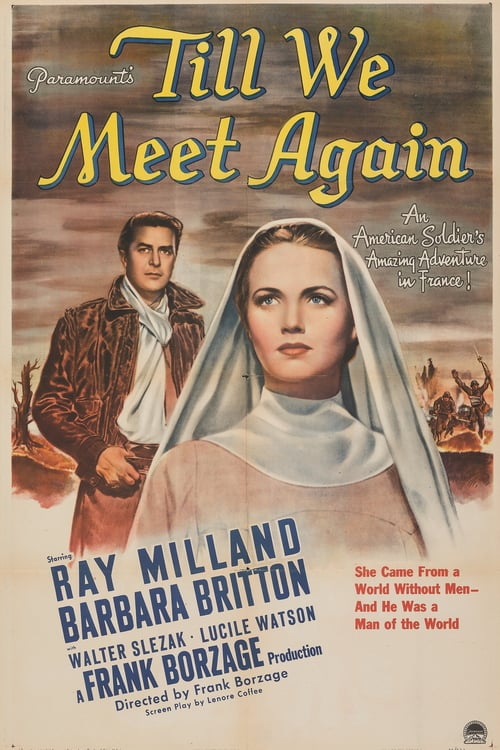 Paramount's
Till We
Meet Again
An
American Soldier's
Amazing Adventure
in France!
Starring
RAY MILLAND
BARBARA BRITTON
with
WALTER SLEZAK · LUCILE WATSON
A FRANK BORZAGE Production
Directed by Frank Borzage
Screen Play by Lenore Coffee
She Came From a
World Without Men—
And He Was a
Man of the World